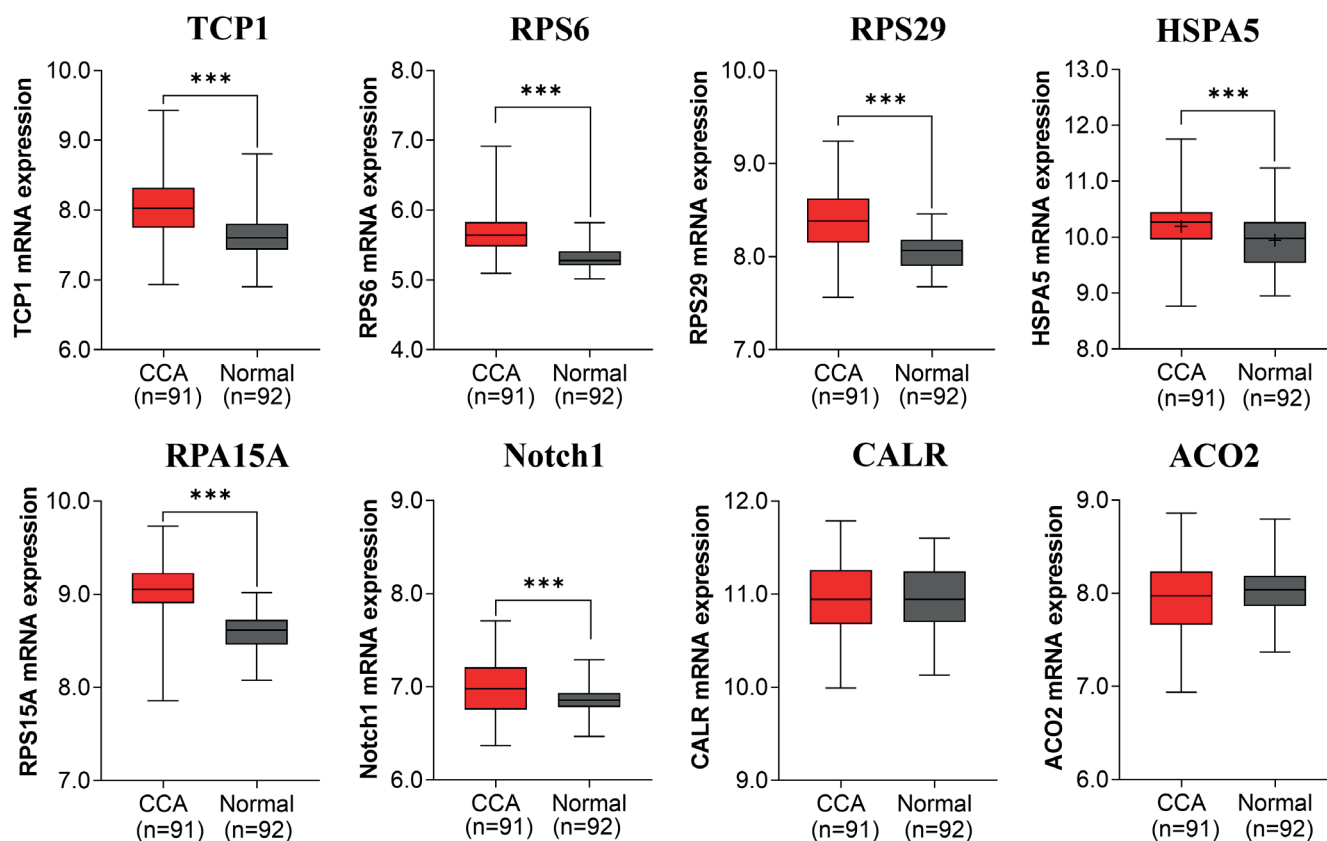 TCP1
TCP1 mRNA expression
10.0
9.0
8.0
7.0
6.0
***
CCA
(n=91)
Normal
(n=92)
RPS6
RPS6 mRNA expression
8.0
7.0
6.0
5.0
4.0
***
CCA
(n=91)
Normal
(n=92)
RPS29
RPS29 mRNA expression
10.0
9.0
8.0
7.0
***
CCA
(n=91)
Normal
(n=92)
HSPA5
HSPA5 mRNA expression
13.0
12.0
11.0
10.0
9.0
8.0
***
CCA
(n=91)
Normal
(n=92)
RPA15A
RPS15A mRNA expression
10.0
9.0
8.0
7.0
***
CCA
(n=91)
Normal
(n=92)
Notch1
Notch1 mRNA expression
9.0
8.0
7.0
6.0
***
CCA
(n=91)
Normal
(n=92)
CALR
CALR mRNA expression
12.0
11.0
10.0
9.0
CCA
(n=91)
Normal
(n=92)
ACO2
ACO2 mRNA expression
9.0
8.0
7.0
6.0
CCA
(n=91)
Normal
(n=92)